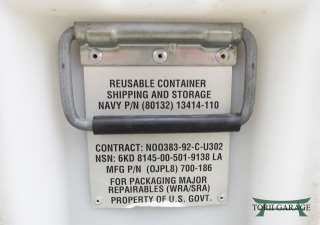 REUSABLE CONTAINER
SHIPPING AND STORAGE
NAVY P/N (80132) 13414-110
CONTRACT: N00383-92-C-U302
NSN: 6KD 8145-00-501-9138 LA
MFG P/N (OJPL8) 700-186
FOR PACKAGING MAJOR
REPAIRABLES (WRA/SRA)
PROPERTY OF U.S. GOVT.
TORII GARAGE